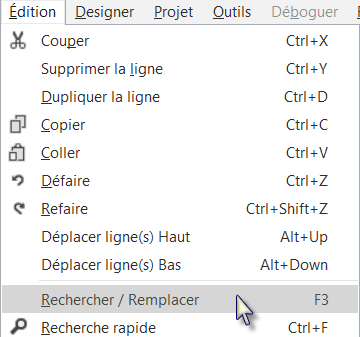 Édition Designer Projet Outils Déboguer
Couper Ctrl+X
Supprimer la ligne Ctrl+Y
Dupliquer la ligne Ctrl+D
Copier Ctrl+C
Coller Ctrl+V
Défaire Ctrl+Z
Refaire Ctrl+Shift+Z
Déplacer ligne(s) Haut Alt+Up
Déplacer ligne(s) Bas Alt+Down
Rechercher / Remplacer F3
Recherche rapide Ctrl+F